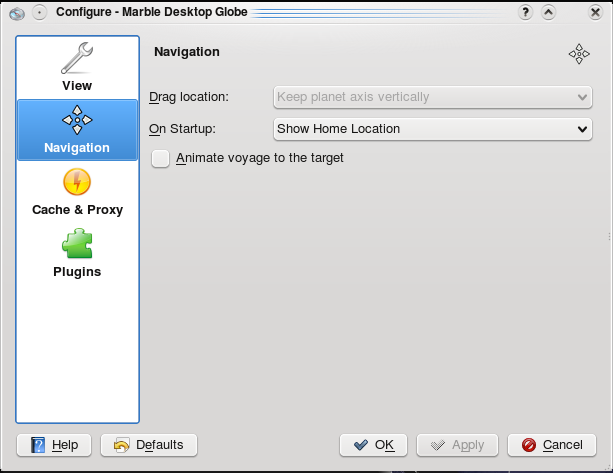 Configure - Marble Desktop Globe
?
View
Navigation
Cache & Proxy
Plugins
Navigation
Drag location: Keep planet axis vertically
On Startup: Show Home Location
Animate voyage to the target
Help Defaults OK Apply Cancel